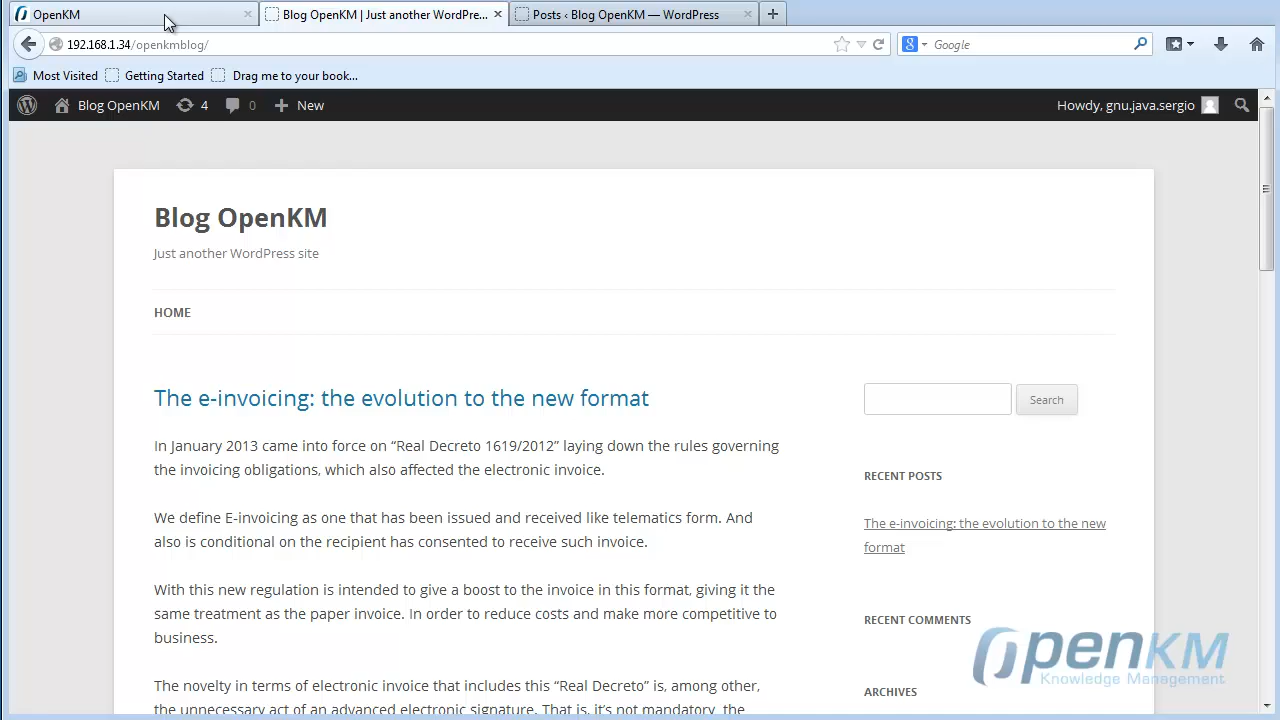 OpenKM
Blog OpenKM | Just another WordPre...
Posts ‹ Blog OpenKM — WordPress
192.168.1.34/openkmblog/
Google
Most Visited
Getting Started
Drag me to your book...
Blog OpenKM
4
0
New
Howdy, gnu.java.sergio
Blog OpenKM
Just another WordPress site
HOME
The e-invoicing: the evolution to the new format
In January 2013 came into force on “Real Decreto 1619/2012” laying down the rules governing
the invoicing obligations, which also affected the electronic invoice.
We define E-invoicing as one that has been issued and received like telematics form. And
also is conditional on the recipient has consented to receive such invoice.
With this new regulation is intended to give a boost to the invoice in this format, giving it the
same treatment as the paper invoice. In order to reduce costs and make more competitive to
business.
The novelty in terms of electronic invoice that includes this “Real Decreto” is, among other,
the unnecessary act of an advanced electronic signature. That is, it’s not mandatory, the
Search
RECENT POSTS
The e-invoicing: the evolution to the new
format
RECENT COMMENTS
ARCHIVES
OpenKM
Knowledge Management